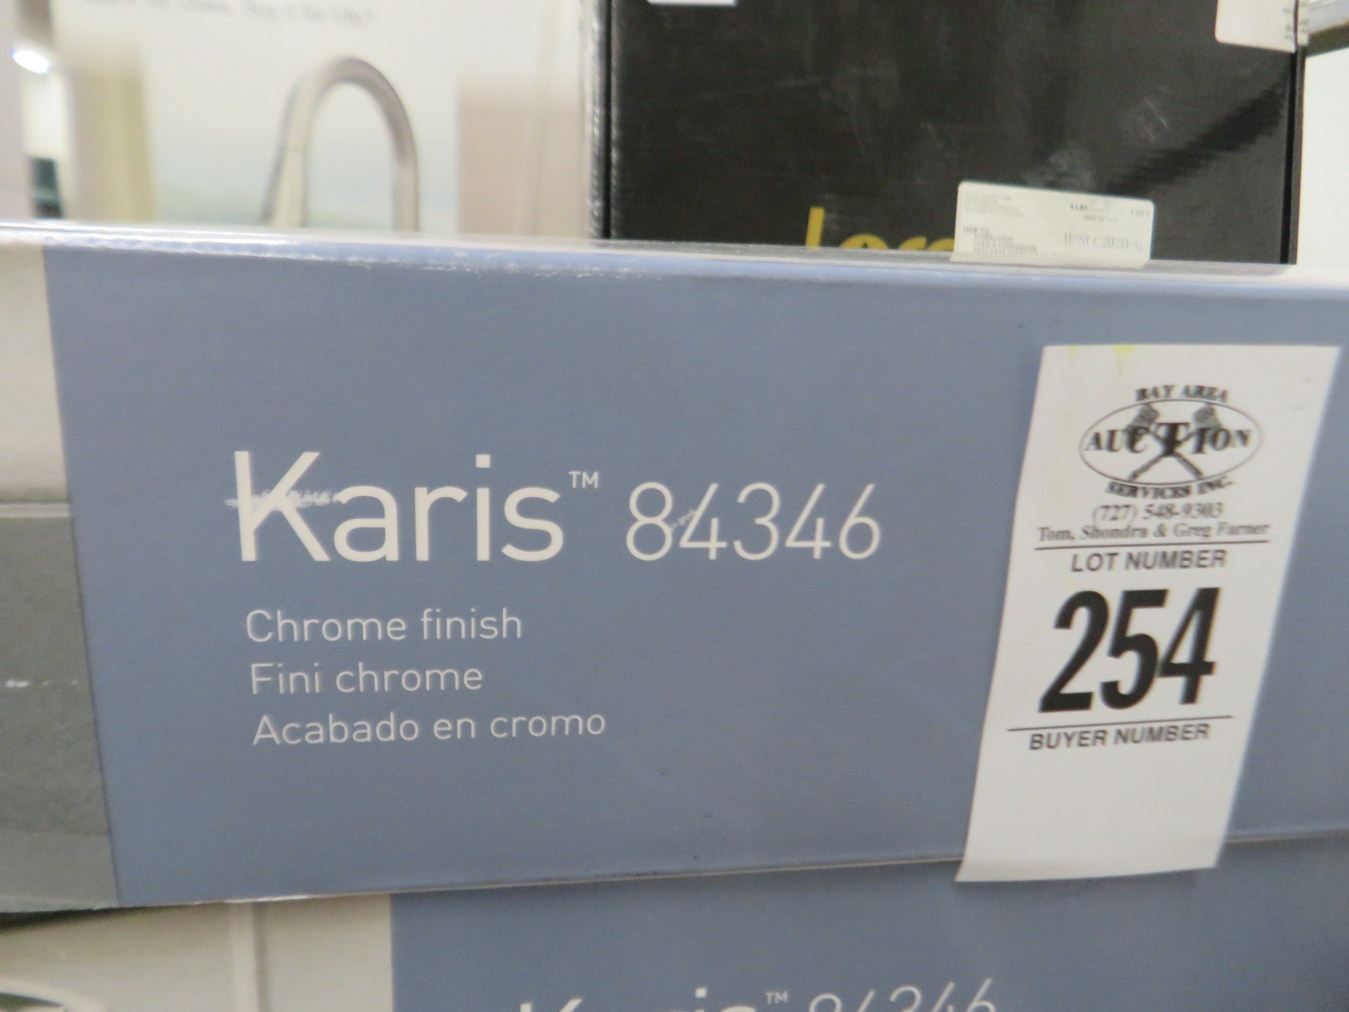 Karis™ 84346
Chrome finish
Fini chrome
Acabado en cromo
BAY AREA
AUCTION
SERVICES INC.
(727) 548-9303
Tom, Shondra & Greg Farner
LOT NUMBER
254
BUYER NUMBER
Karis™ 84346